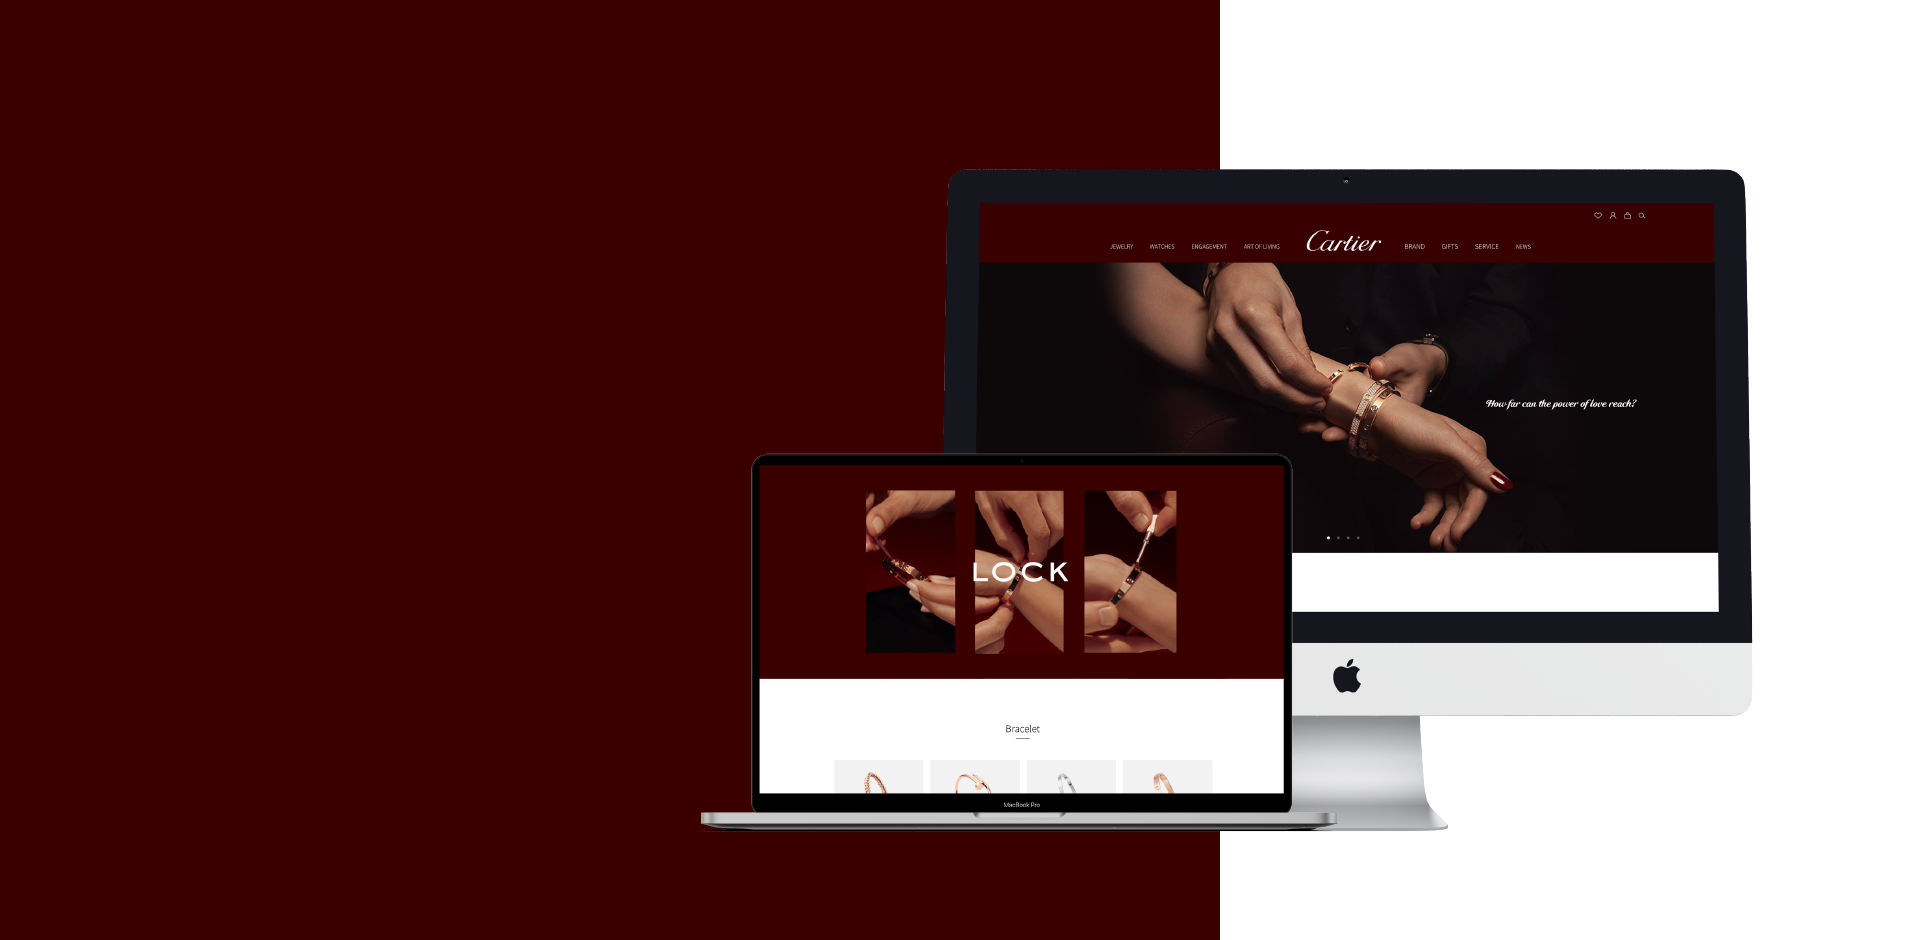 JEWELRY WATCHES ENGAGEMENT ART OF LIVING Cartier BRAND GIFTS SERVICE NEWS
How far can the power of love reach?
LOCK
Bracelet
MacBook Pro